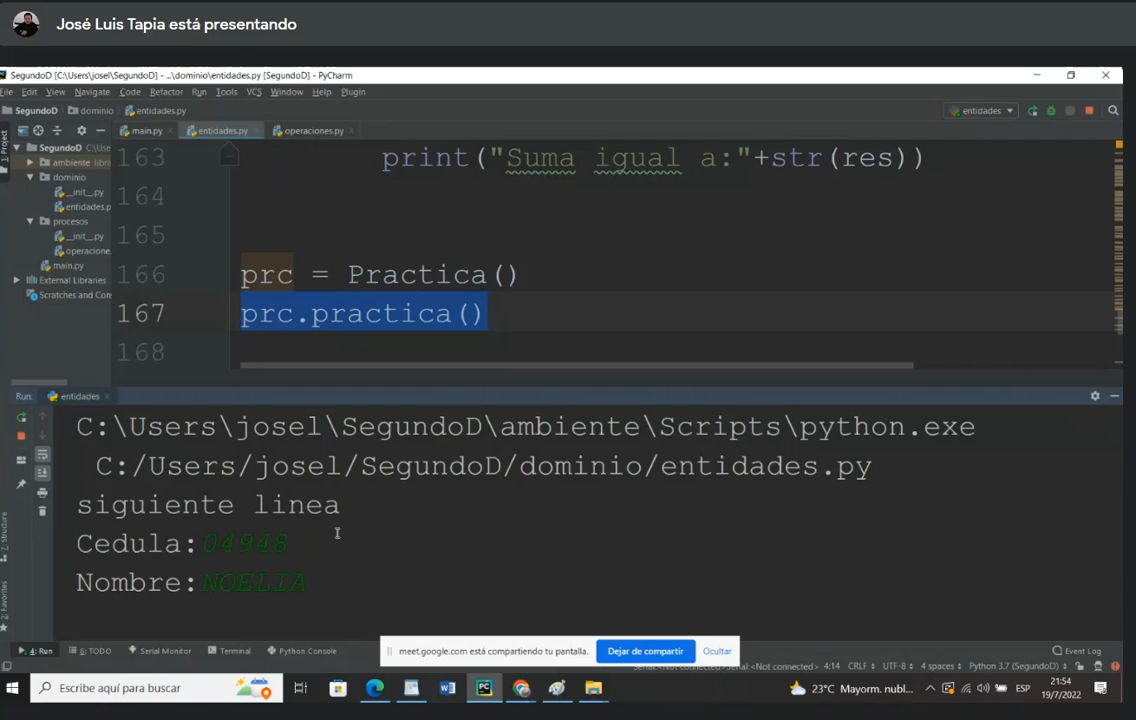 José Luis Tapia está presentando
SegundoD [C:\Users\josel\SegundoD] - ...\dominio\entidades.py [SegundoD] - PyCharm
File Edit View Navigate Code Refactor Run Tools VCS Window Help Plugin
SegundoD dominio entidades.py entidades
main.py entidades.py operaciones.py
1: Project
SegundoD C:\Use
ambiente libra
dominio
__init__.py
entidades.p
procesos
__init__.py
operacione
main.py
External Libraries
Scratches and Con
163 print("Suma igual a:"+str(res))
164
165
166 prc = Practica()
167 prc.practica()
168
Run: entidades
C:\Users\josel\SegundoD\ambiente\Scripts\python.exe
C:/Users/josel/SegundoD/dominio/entidades.py
siguiente linea
Cedula:04948
Nombre:NOELIA
Structure
Favorites
4: Run 6: TODO Serial Monitor Terminal Python Console Event Log
meet.google.com está compartiendo tu pantalla. Dejar de compartir Ocultar
Serial:<Not connected> 4:14 CRLF UTF-8 4 spaces Python 3.7 (SegundoD)
Escribe aquí para buscar 23°C Mayorm. nubl... ESP 21:54
19/7/2022